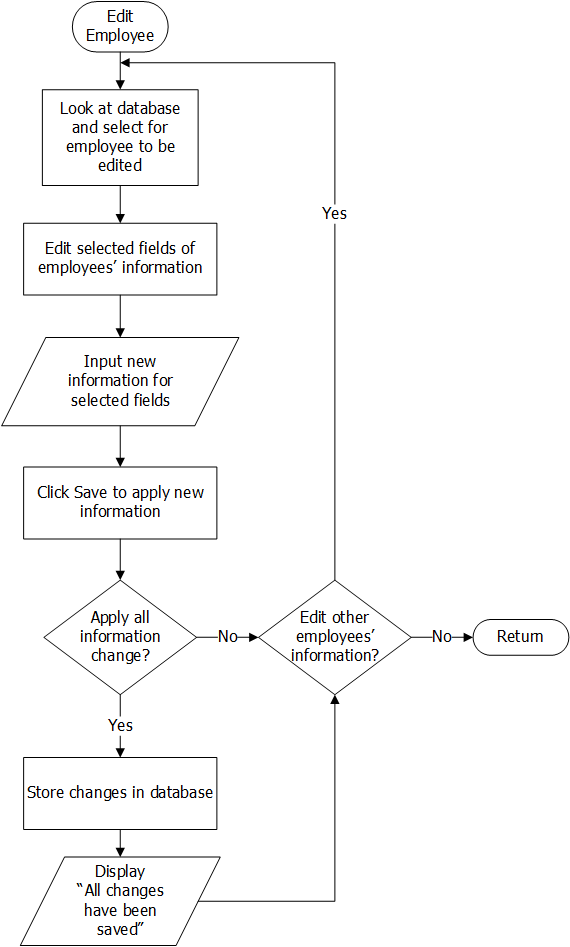 Edit
Employee
Look at database
and select for
employee to be
edited
Edit selected fields of
employees’ information
Input new
information for
selected fields
Click Save to apply new
information
Apply all
information
change?
No
Edit other
employees’
information?
No
Return
Yes
Yes
Store changes in database
Display
“All changes
have been
saved”